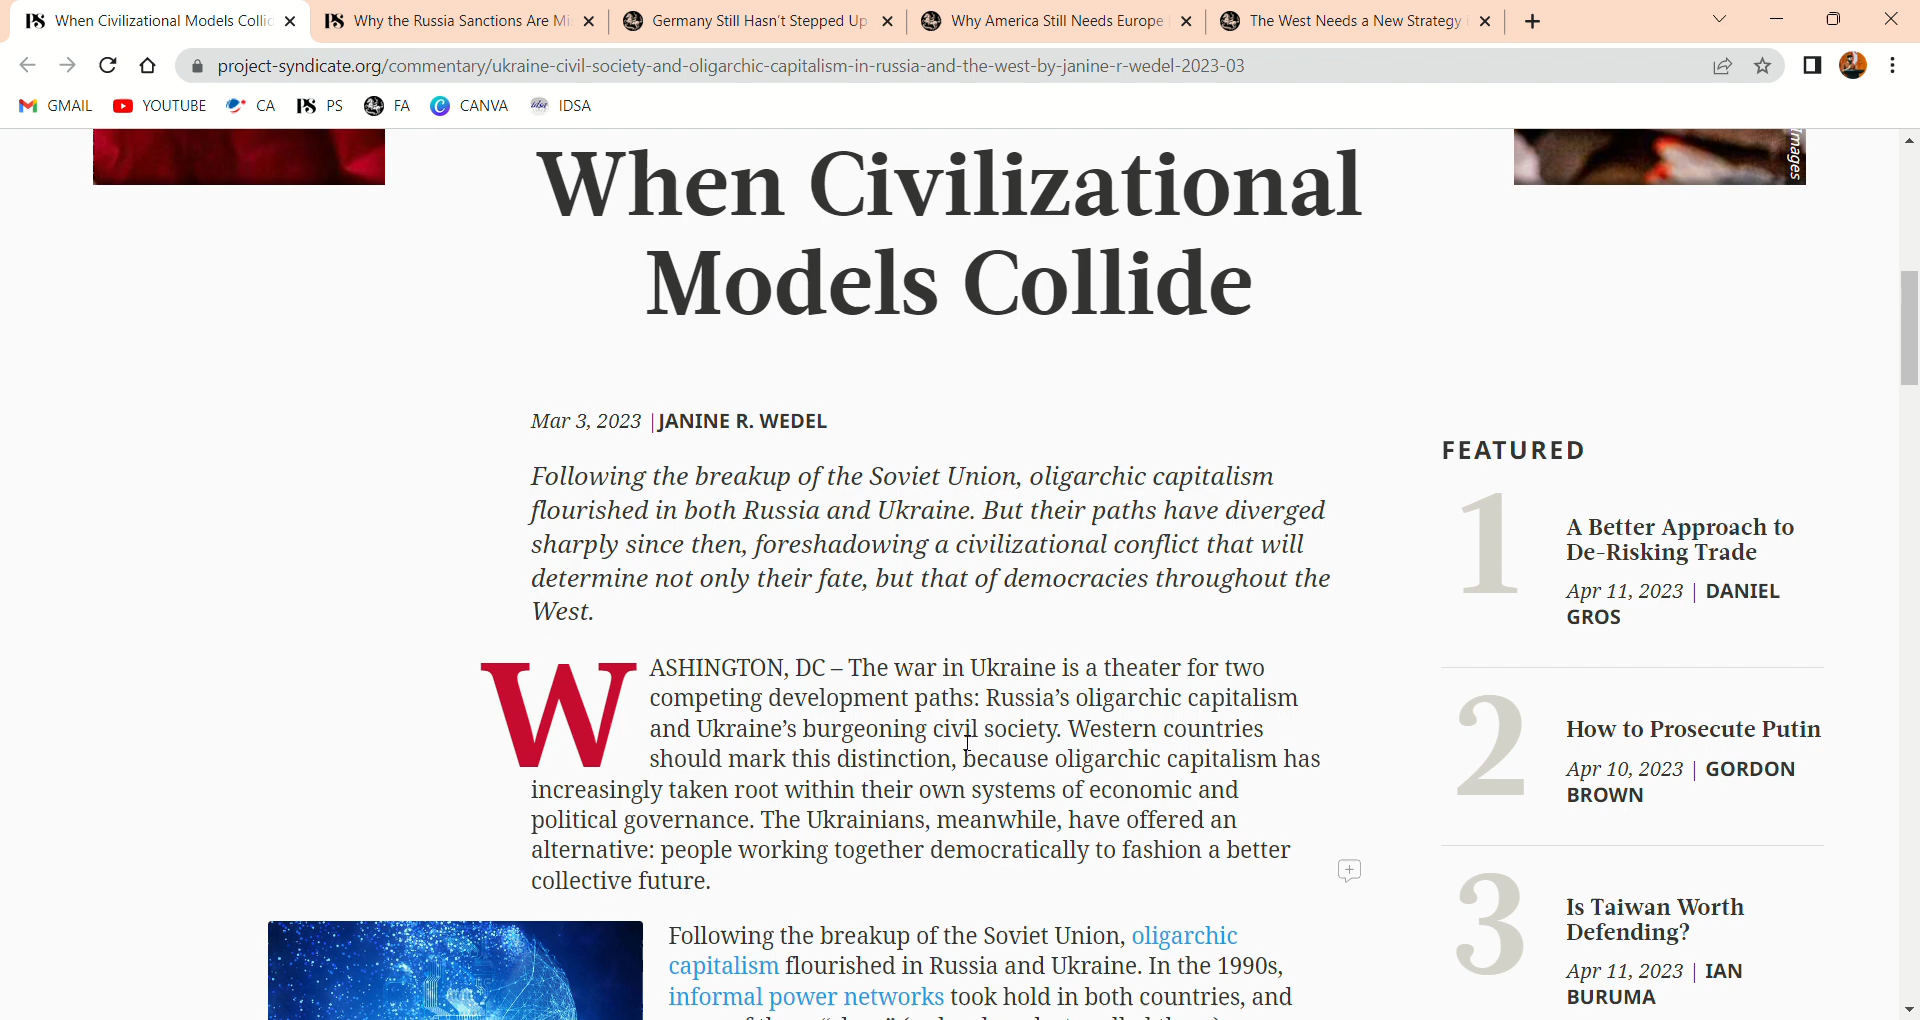 When Civilizational Models Collid
Why the Russia Sanctions Are Mi
Germany Still Hasn't Stepped Up
Why America Still Needs Europe
The West Needs a New Strategy
project-syndicate.org/commentary/ukraine-civil-society-and-oligarchic-capitalism-in-russia-and-the-west-by-janine-r-wedel-2023-03
GMAIL
YOUTUBE
CA
PS
FA
CANVA
IDSA
Images
When Civilizational
Models Collide
Mar 3, 2023 | JANINE R. WEDEL
Following the breakup of the Soviet Union, oligarchic capitalism
flourished in both Russia and Ukraine. But their paths have diverged
sharply since then, foreshadowing a civilizational conflict that will
determine not only their fate, but that of democracies throughout the
West.
WASHINGTON, DC – The war in Ukraine is a theater for two
competing development paths: Russia's oligarchic capitalism
and Ukraine's burgeoning civil society. Western countries
should mark this distinction, because oligarchic capitalism has
increasingly taken root within their own systems of economic and
political governance. The Ukrainians, meanwhile, have offered an
alternative: people working together democratically to fashion a better
collective future.
Following the breakup of the Soviet Union, oligarchic
capitalism flourished in Russia and Ukraine. In the 1990s,
informal power networks took hold in both countries, and
FEATURED
1
A Better Approach to
De-Risking Trade
Apr 11, 2023 | DANIEL
GROS
2
How to Prosecute Putin
Apr 10, 2023 | GORDON
BROWN
3
Is Taiwan Worth
Defending?
Apr 11, 2023 | IAN
BURUMA